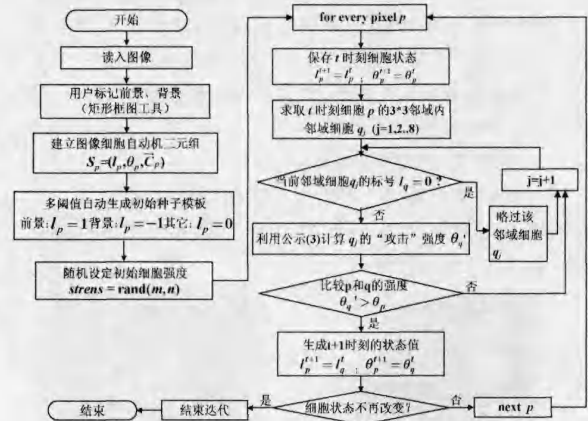 开始
读入图像
用户标记前景、背景
(矩形框图工具)
建立图像细胞自动机三元组
S_p=(l_p,θ_p,C_p)
多阈值自动生成初始种子模板
前景:l_p=1背景:l_p=−1其它:l_p=0
随机设定初始细胞强度
strens=rand(m,n)
for every pixel p
保存 t 时刻细胞状态
l_p^{t+1}=l_p^t ; θ_p^{t+1}=θ_p^t
求取 t 时刻细胞 p 的3*3邻域内
邻域细胞 q_j (j=1,2..8)
当前邻域细胞q_j的标号 l_q=0 ?
是
否
j=j+1
略过该
邻域细胞
q_j
利用公示(3)计算 q_j 的“攻击”强度 θ_q'
比较p和q的强度
θ_q'>θ_p
否
是
生成t+1时刻的状态值
l_p^{t+1}=l_q^t ; θ_p^{t+1}=θ_q^t
细胞状态不再改变?
是
否
next p
结束迭代
结束